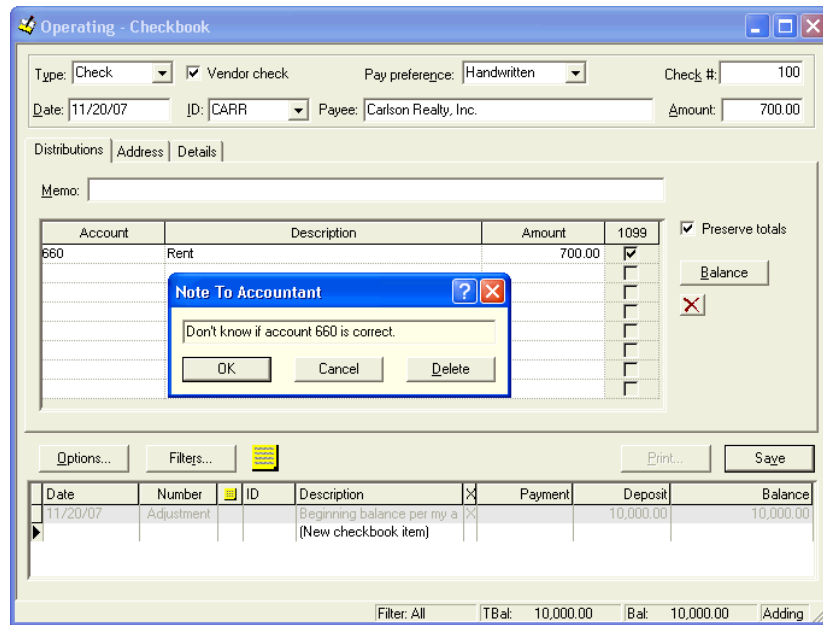 Operating - Checkbook
Type: Check Vendor check Pay preference: Handwritten Check #: 100
Date: 11/20/07 ID: CARR Payee: Carlson Realty, Inc. Amount: 700.00
Distributions Address Details
Memo:
Account Description Amount 1099 Preserve totals
660 Rent 700.00
Balance
Note To Accountant
Don't know if account 660 is correct.
OK Cancel Delete
Options... Filters... Print... Save
Date Number ID Description X Payment Deposit Balance
11/20/07 Adjustment Beginning balance per my a X 10,000.00 10,000.00
(New checkbook item)
Filter: All TBal: 10,000.00 Bal: 10,000.00 Adding